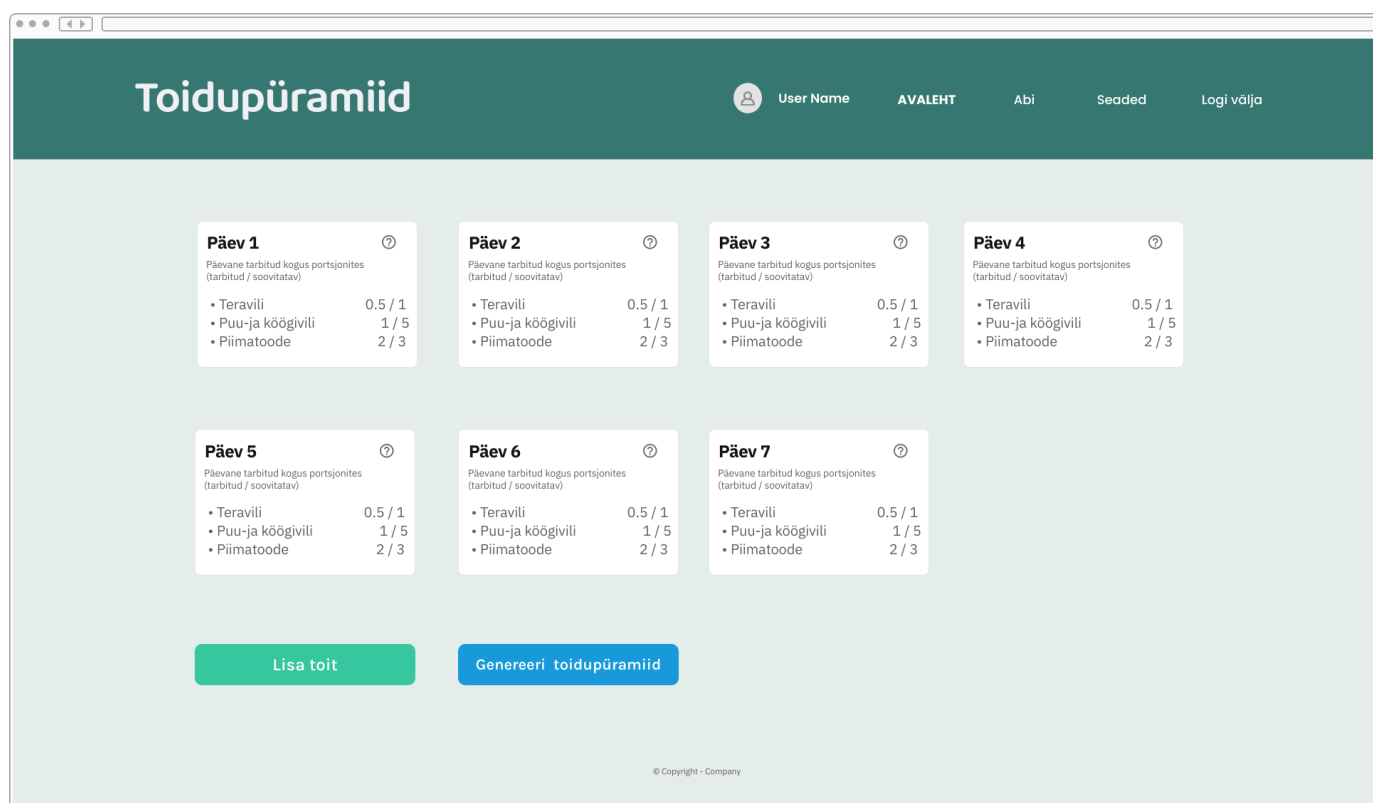 Toidupüramiid
User Name AVALEHT Abi Seaded Logi välja
Päev 1
Päevane tarbitud kogus portsjonites
(tarbitud / soovitatav)
• Teravili 0.5 / 1
• Puu-ja köögivili 1 / 5
• Piimatoode 2 / 3
Päev 2
Päevane tarbitud kogus portsjonites
(tarbitud / soovitatav)
• Teravili 0.5 / 1
• Puu-ja köögivili 1 / 5
• Piimatoode 2 / 3
Päev 3
Päevane tarbitud kogus portsjonites
(tarbitud / soovitatav)
• Teravili 0.5 / 1
• Puu-ja köögivili 1 / 5
• Piimatoode 2 / 3
Päev 4
Päevane tarbitud kogus portsjonites
(tarbitud / soovitatav)
• Teravili 0.5 / 1
• Puu-ja köögivili 1 / 5
• Piimatoode 2 / 3
Päev 5
Päevane tarbitud kogus portsjonites
(tarbitud / soovitatav)
• Teravili 0.5 / 1
• Puu-ja köögivili 1 / 5
• Piimatoode 2 / 3
Päev 6
Päevane tarbitud kogus portsjonites
(tarbitud / soovitatav)
• Teravili 0.5 / 1
• Puu-ja köögivili 1 / 5
• Piimatoode 2 / 3
Päev 7
Päevane tarbitud kogus portsjonites
(tarbitud / soovitatav)
• Teravili 0.5 / 1
• Puu-ja köögivili 1 / 5
• Piimatoode 2 / 3
Lisa toit
Genereeri toidupüramiid
© Copyright - Company